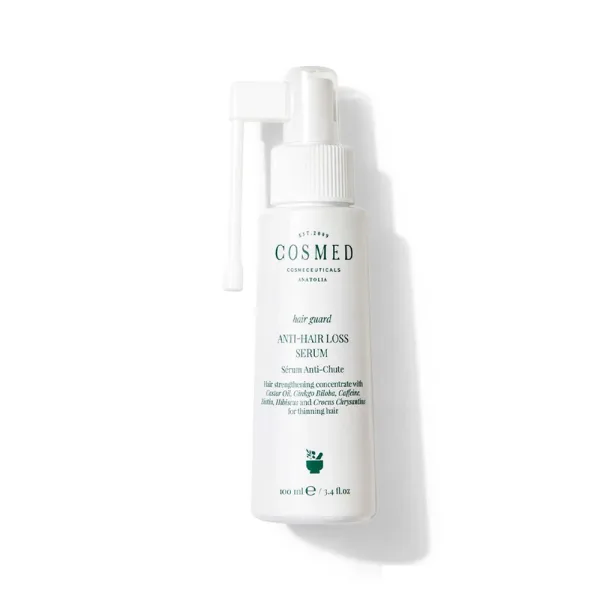 EST. 2009
COSMED
COSMECEUTICALS
ANATOLIA
hair guard
ANTI-HAIR LOSS
SERUM
Sérum Anti-Chute
Hair strengthening concentrate with
Castor Oil, Ginkgo Biloba, Caffeine,
Biotin, Hibiscus and Crocus Chrysanthus
for thinning hair
100 ml e / 3.4 fl.oz